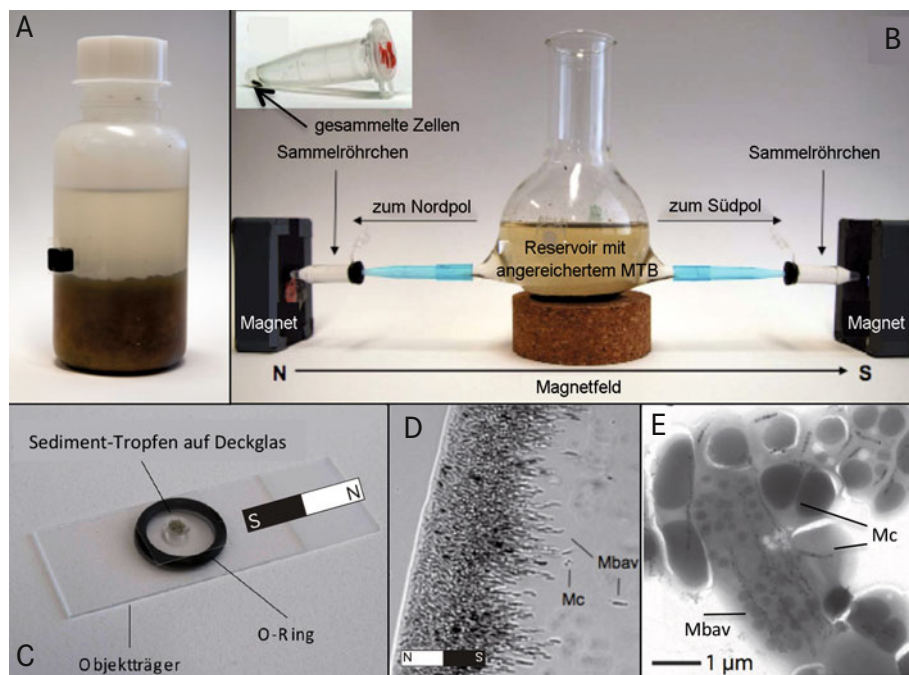 A
B
gesammelte Zellen
Sammelröhrchen
Sammelröhrchen
zum Nordpol
zum Südpol
Reservoir mit
angereichertem MTB
Magnet
Magnet
N
S
Magnetfeld
C
Sediment-Tropfen auf Deckglas
S
N
O-Ring
Objektträger
D
Mbav
Mc
N
S
E
Mc
Mbav
1 µm